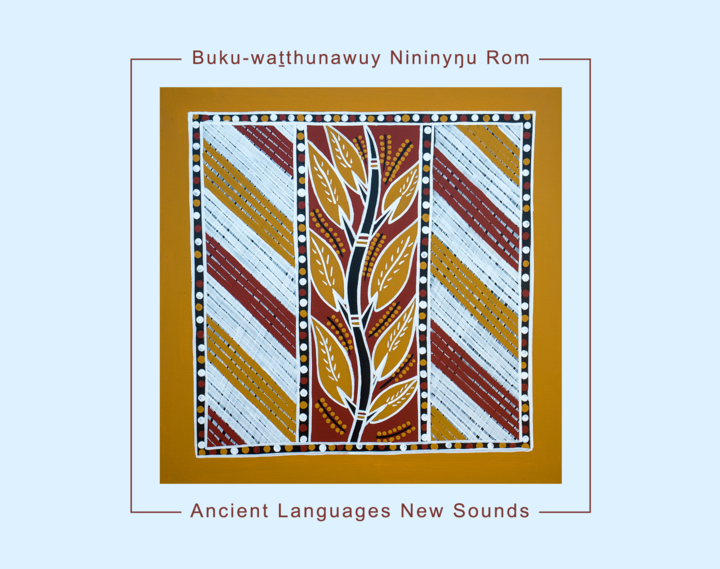 Buku-waṯthunawuy Nininyŋu Rom
Ancient Languages New Sounds